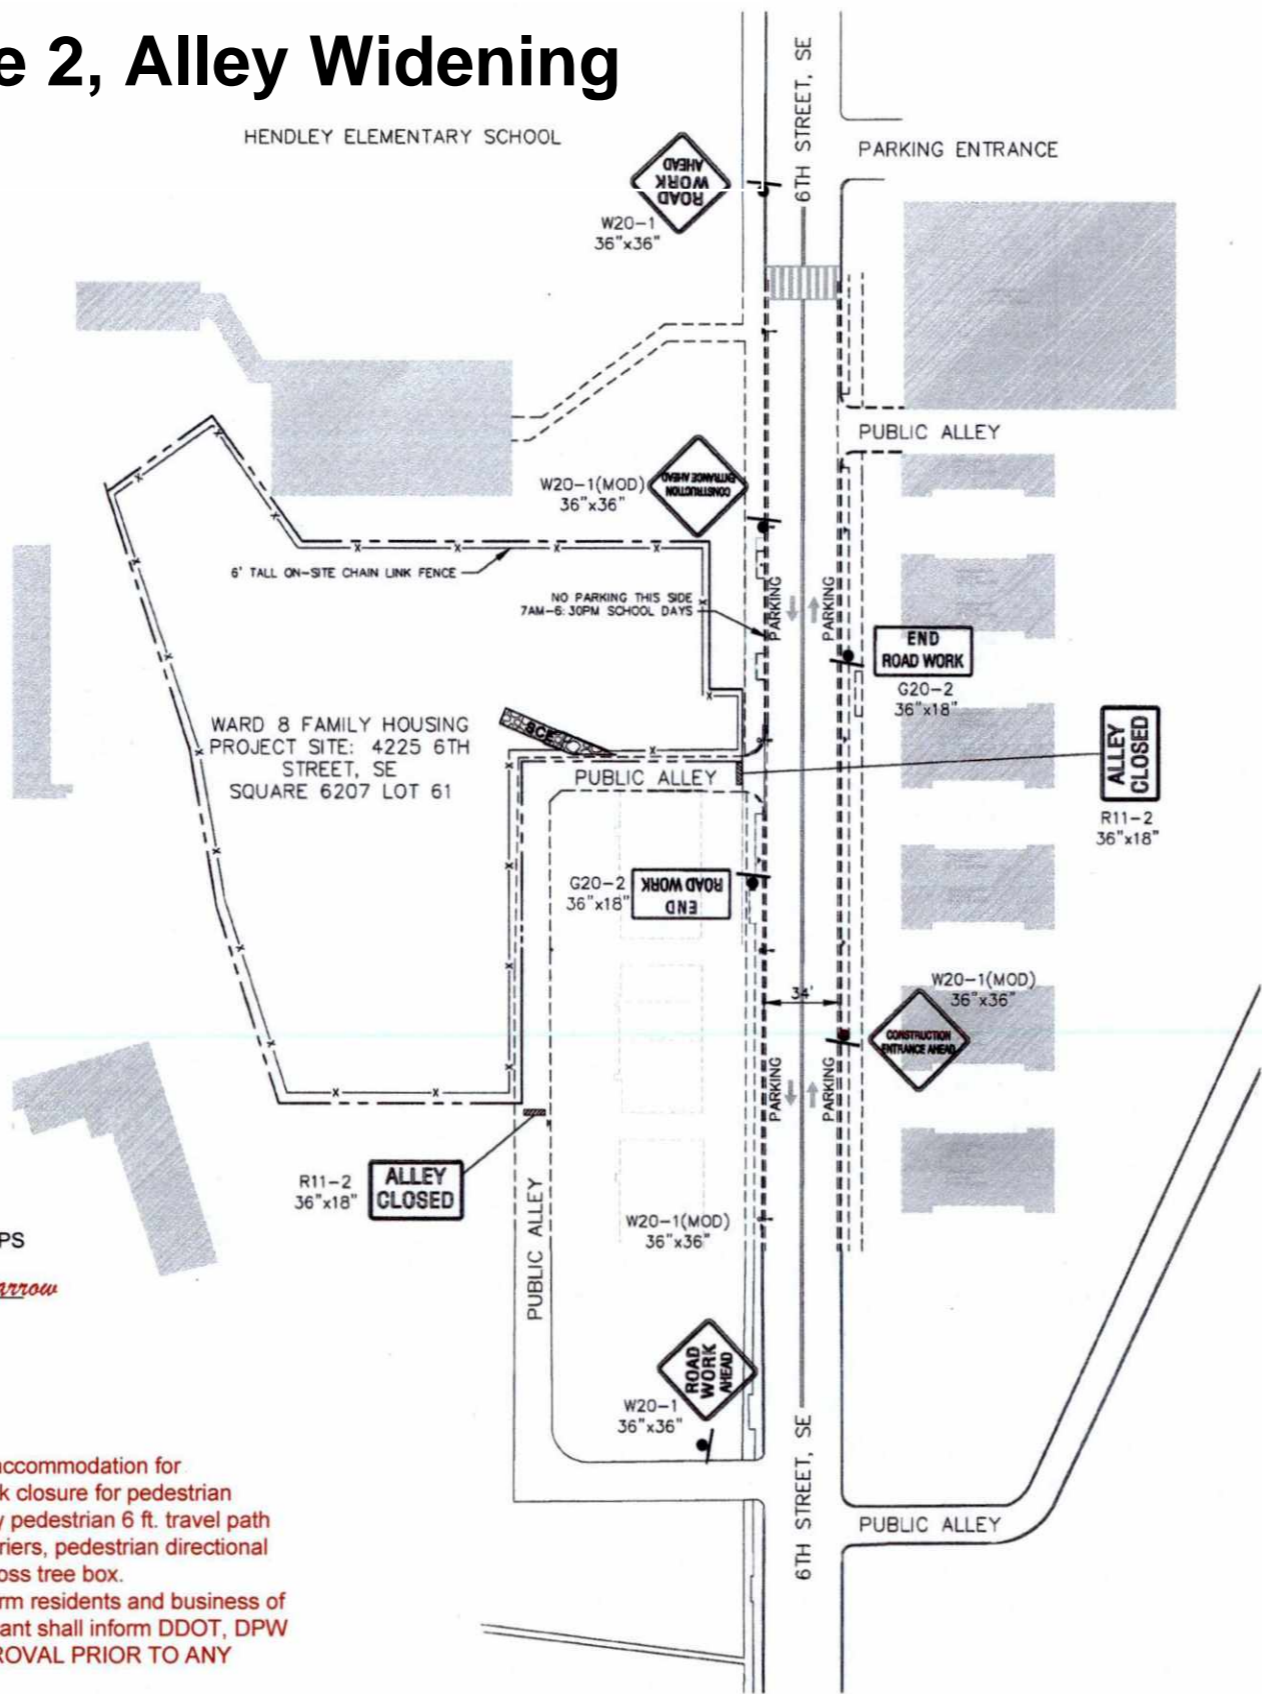 e 2, Alley Widening
HENDLEY ELEMENTARY SCHOOL
6TH STREET, SE
PARKING ENTRANCE
ROAD
WORK
AHEAD
W20-1
36"x36"
PUBLIC ALLEY
CONSTRUCTION
ENTRANCE AHEAD
W20-1(MOD)
36"x36"
6' TALL ON-SITE CHAIN LINK FENCE
NO PARKING THIS SIDE
7AM-6:30PM SCHOOL DAYS
PARKING
PARKING
END
ROAD WORK
G20-2
36"x18"
WARD 8 FAMILY HOUSING
PROJECT SITE: 4225 6TH
STREET, SE
SQUARE 6207 LOT 61
SCE
PUBLIC ALLEY
ALLEY
CLOSED
R11-2
36"x18"
G20-2
36"x18"
END
ROAD WORK
W20-1(MOD)
36"x36"
34'
CONSTRUCTION
ENTRANCE AHEAD
PARKING
PARKING
R11-2
36"x18"
ALLEY
CLOSED
PUBLIC ALLEY
W20-1(MOD)
36"x36"
PS
arrow
ROAD
WORK
AHEAD
W20-1
36"x36"
6TH STREET, SE
PUBLIC ALLEY
accommodation for
k closure for pedestrian
y pedestrian 6 ft. travel path
riers, pedestrian directional
oss tree box.
rm residents and business of
ant shall inform DDOT, DPW
ROVAL PRIOR TO ANY